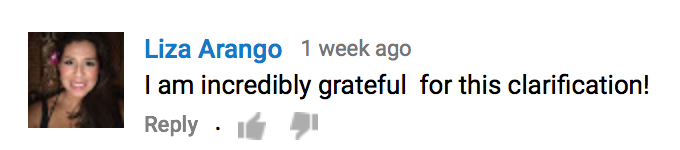 Liza Arango 1 week ago
I am incredibly grateful  for this clarification!
Reply ·